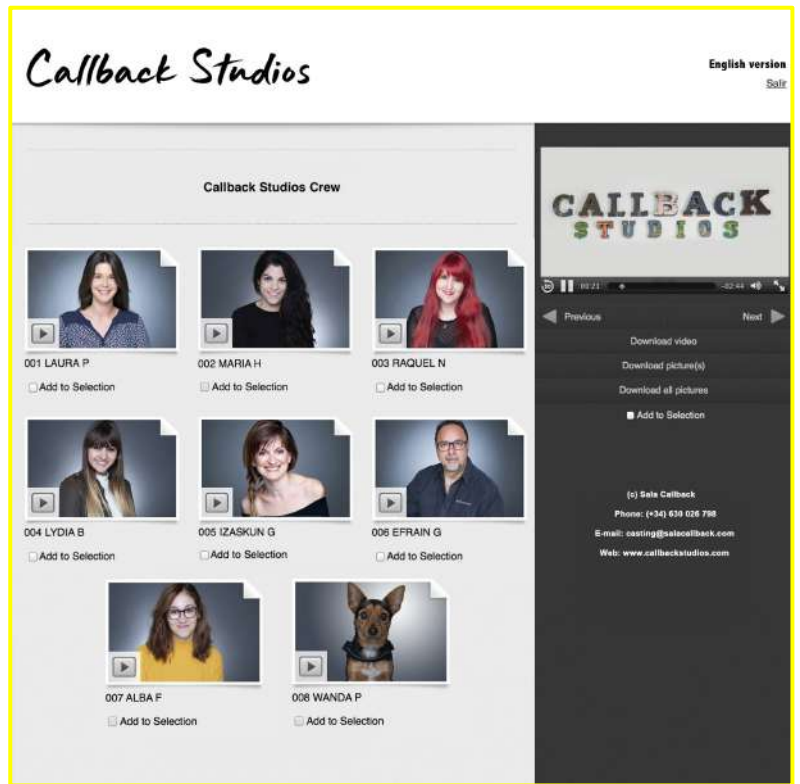 Callback Studios
English version
Salir
Callback Studios Crew
001 LAURA P
Add to Selection
002 MARIA H
Add to Selection
003 RAQUEL N
Add to Selection
004 LYDIA B
Add to Selection
005 IZASKUN G
Add to Selection
006 EFRAIN G
Add to Selection
007 ALBA F
Add to Selection
008 WANDA P
Add to Selection
CALLBACK
STUDIOS
00:21
-02:44
Previous
Next
Download video
Download picture(s)
Download all pictures
Add to Selection
(c) Sala Callback
Phone: (+34) 630 026 798
E-mail: casting@salacallback.com
Web: www.callbackstudios.com